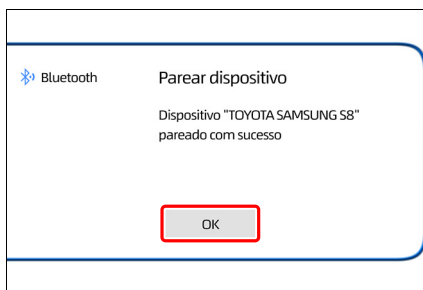 Bluetooth
Parear dispositivo
Dispositivo "TOYOTA SAMSUNG S8"
pareado com sucesso
OK